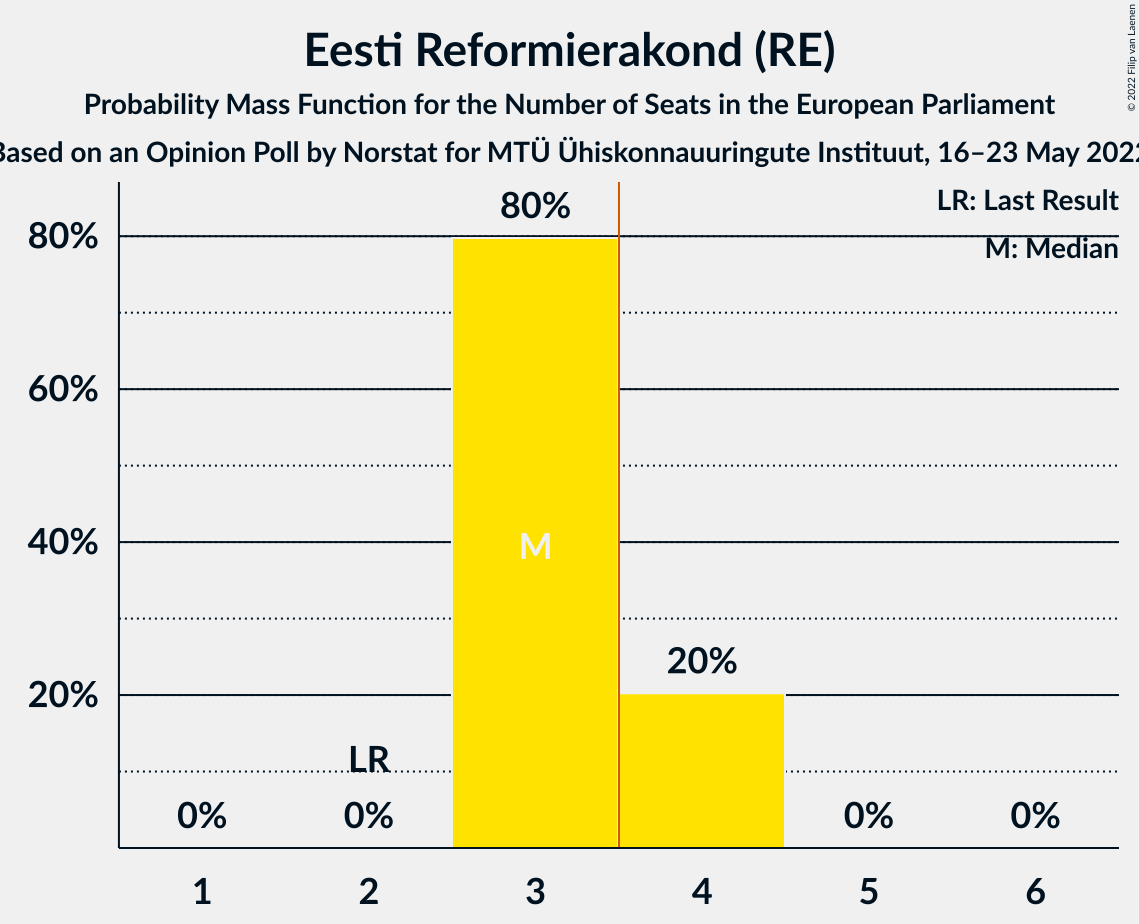 Eesti Reformierakond (RE)
Probability Mass Function for the Number of Seats in the European Parliament
Based on an Opinion Poll by Norstat for MTÜ Ühiskonnauuringute Instituut, 16–23 May 2022
© 2022 Filip van Laenen
LR: Last Result
M: Median
80%
60%
40%
20%
0%
LR
0%
80%
M
20%
0%
0%
1
2
3
4
5
6